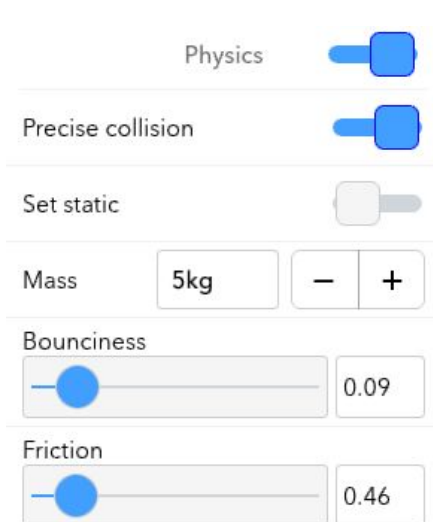 Physics
Precise collision
Set static
Mass 5kg − +
Bounciness
0.09
Friction
0.46